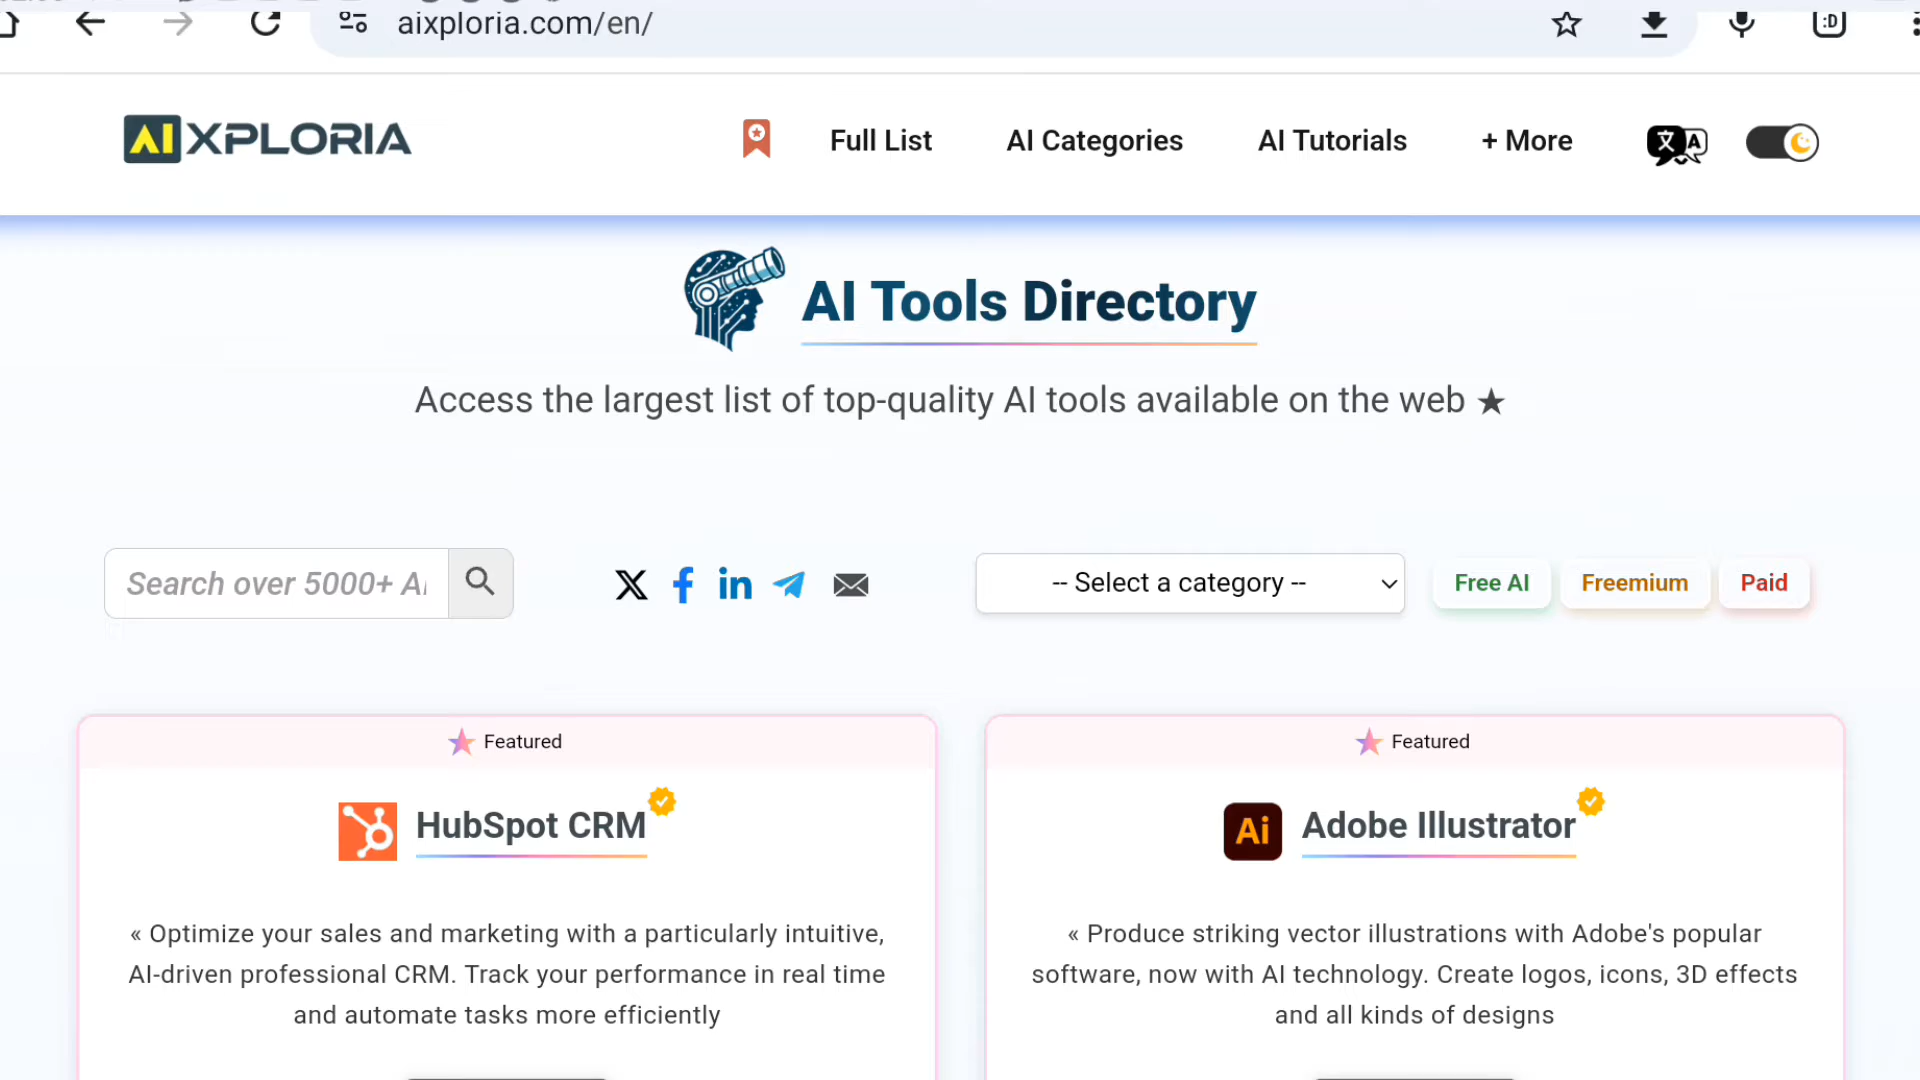 aixploria.com/en/
:D
AIXPLORIA
Full List
AI Categories
AI Tutorials
+ More
AI Tools Directory
Access the largest list of top-quality AI tools available on the web ★
Search over 5000+ AI
-- Select a category --
Free AI
Freemium
Paid
Featured
HubSpot CRM
« Optimize your sales and marketing with a particularly intuitive,
AI-driven professional CRM. Track your performance in real time
and automate tasks more efficiently
Featured
Ai
Adobe Illustrator
« Produce striking vector illustrations with Adobe's popular
software, now with AI technology. Create logos, icons, 3D effects
and all kinds of designs